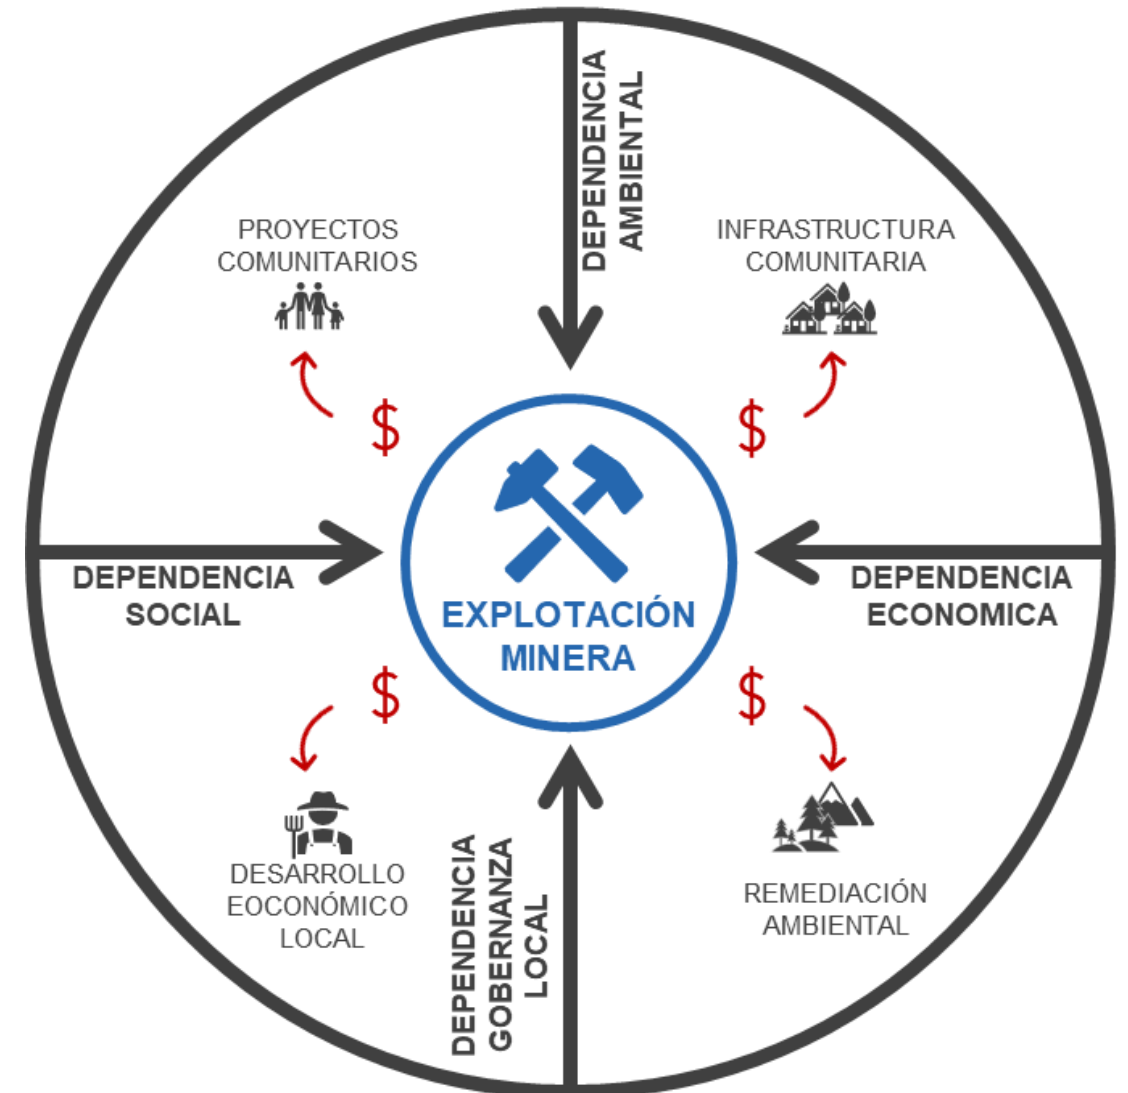 DEPENDENCIA
AMBIENTAL
PROYECTOS
COMUNITARIOS
INFRASTRUCTURA
COMUNITARIA
$
$
DEPENDENCIA
SOCIAL
EXPLOTACIÓN
MINERA
DEPENDENCIA
ECONOMICA
$
$
DESARROLLO
EOCONÓMICO
LOCAL
DEPENDENCIA
GOBERNANZA
LOCAL
REMEDIACIÓN
AMBIENTAL